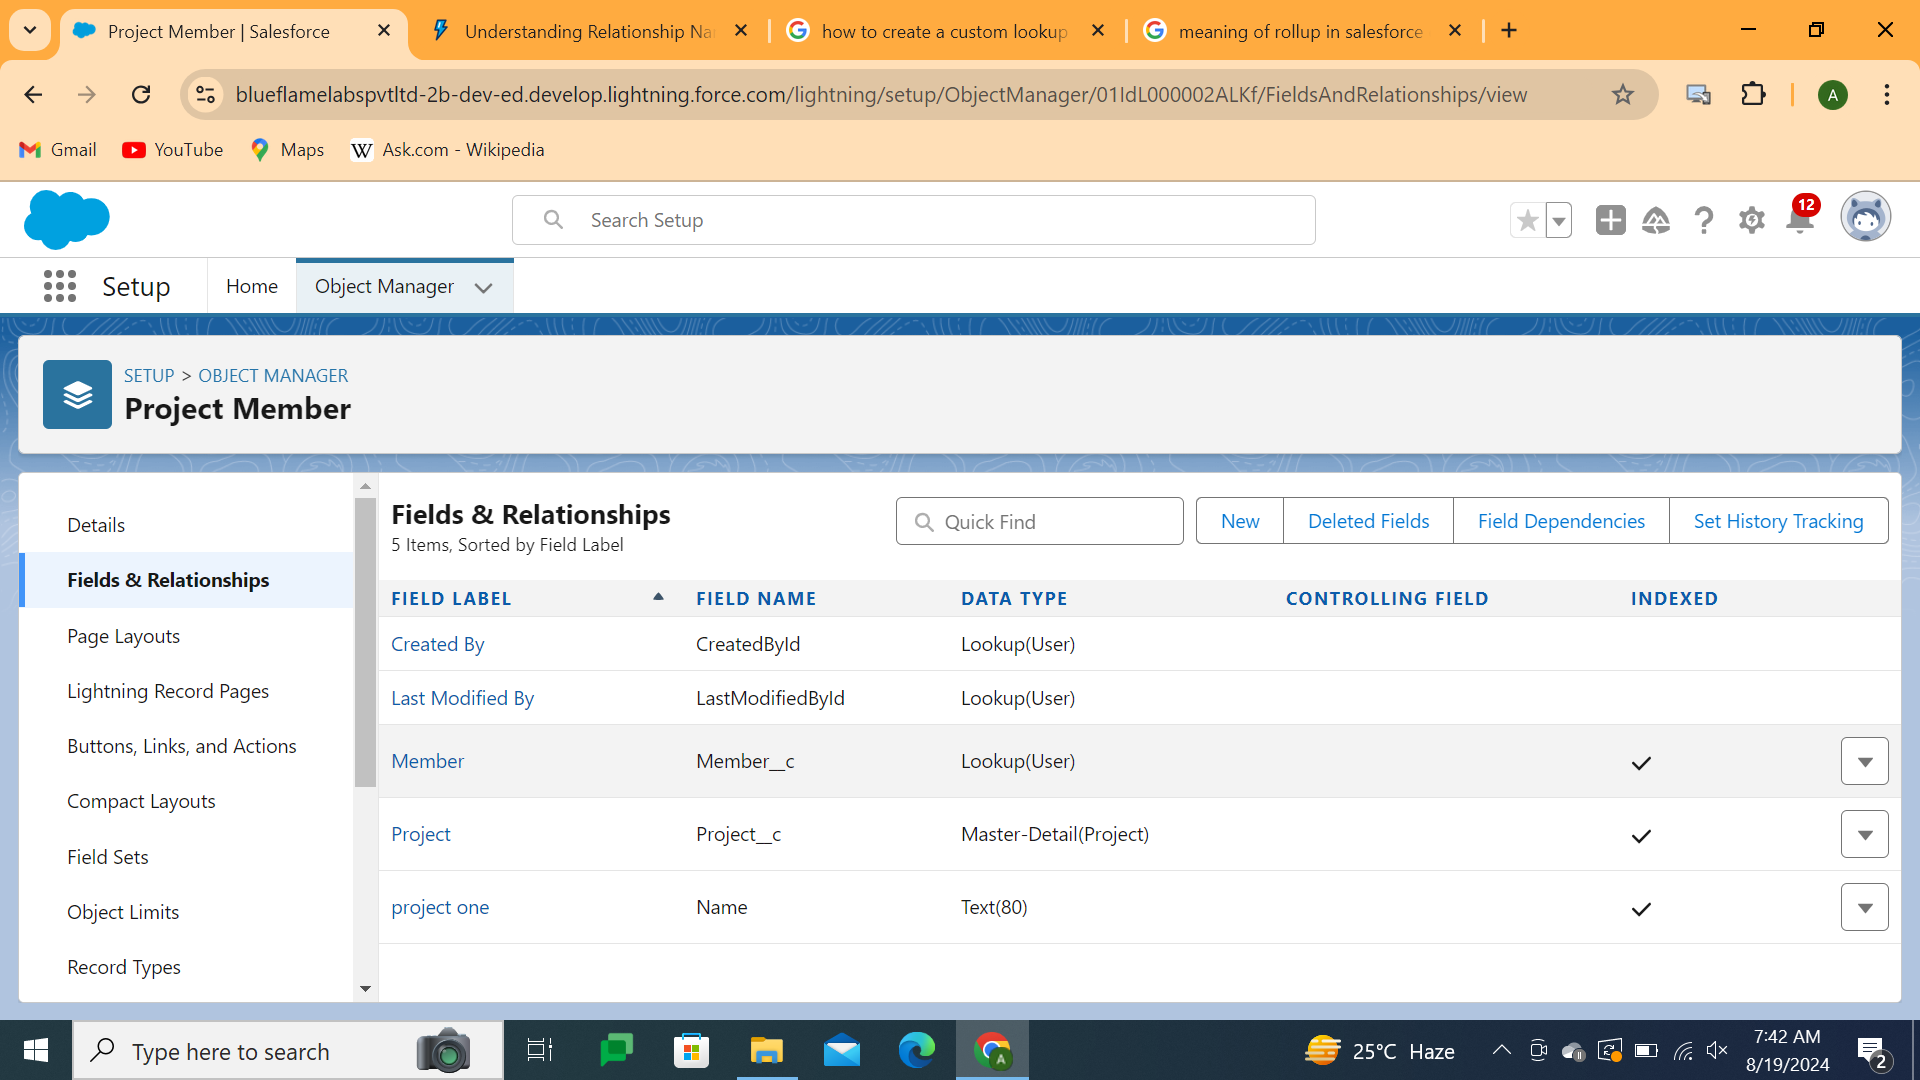 Project Member | Salesforce
Understanding Relationship Na
how to create a custom lookup
meaning of rollup in salesforce
blueflamelabspvtltd-2b-dev-ed.develop.lightning.force.com/lightning/setup/ObjectManager/01IdL000002ALKf/FieldsAndRelationships/view
A
Gmail
YouTube
Maps
W Ask.com - Wikipedia
Search Setup
12
Setup
Home
Object Manager
SETUP > OBJECT MANAGER
Project Member
Details
Fields & Relationships
Page Layouts
Lightning Record Pages
Buttons, Links, and Actions
Compact Layouts
Field Sets
Object Limits
Record Types
Fields & Relationships
5 Items, Sorted by Field Label
Quick Find
New
Deleted Fields
Field Dependencies
Set History Tracking
FIELD LABEL FIELD NAME DATA TYPE CONTROLLING FIELD INDEXED
Created By CreatedById Lookup(User)
Last Modified By LastModifiedById Lookup(User)
Member Member__c Lookup(User)
Project Project__c Master-Detail(Project)
project one Name Text(80)
Type here to search
A
25°C Haze
7:42 AM
8/19/2024
2